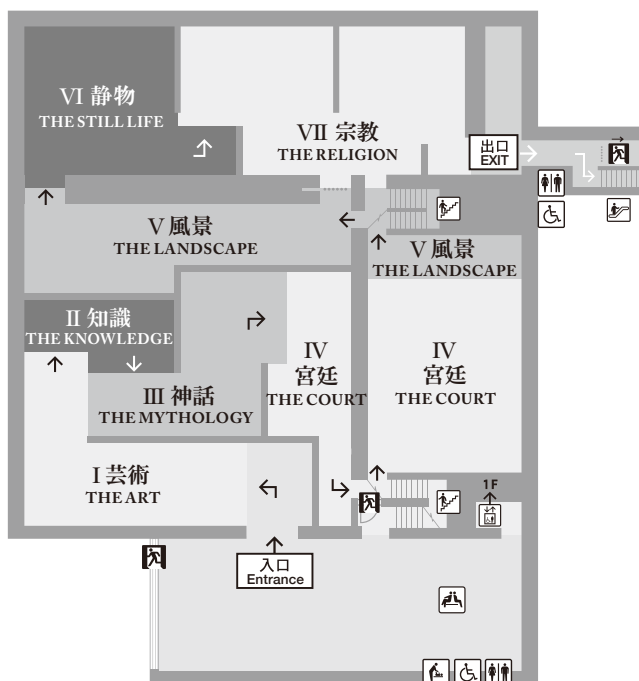 VI 静物
THE STILL LIFE
VII 宗教
THE RELIGION
出口
EXIT
V 風景
THE LANDSCAPE
V 風景
THE LANDSCAPE
II 知識
THE KNOWLEDGE
IV
宮廷
THE COURT
IV
宮廷
THE COURT
III 神話
THE MYTHOLOGY
I 芸術
THE ART
1F
入口
Entrance